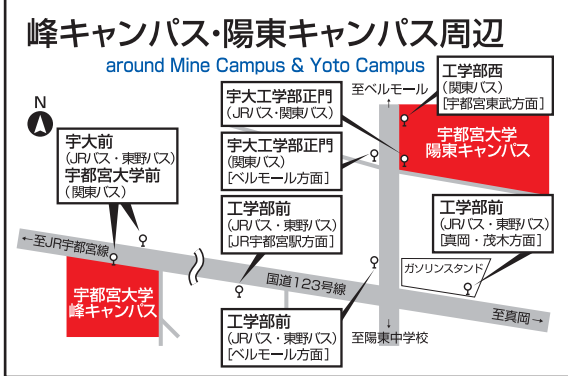 峰キャンパス・陽東キャンパス周辺
around Mine Campus & Yoto Campus
N
宇大前
(JRバス・東野バス)
宇都宮大学前
(関東バス)
宇大工学部正門
(JRバス・関東バス)
宇大工学部正門
(関東バス)
[ベルモール方面]
工学部前
(JRバス・東野バス)
[JR宇都宮駅方面]
至ベルモール
↑
工学部西
(関東バス)
[宇都宮東武方面]
宇都宮大学
陽東キャンパス
工学部前
(JRバス・東野バス)
[真岡・茂木方面]
ガソリンスタンド
←至JR宇都宮線
宇都宮大学
峰キャンパス
国道123号線
工学部前
(JRバス・東野バス)
[ベルモール方面]
↓
至陽東中学校
至真岡→